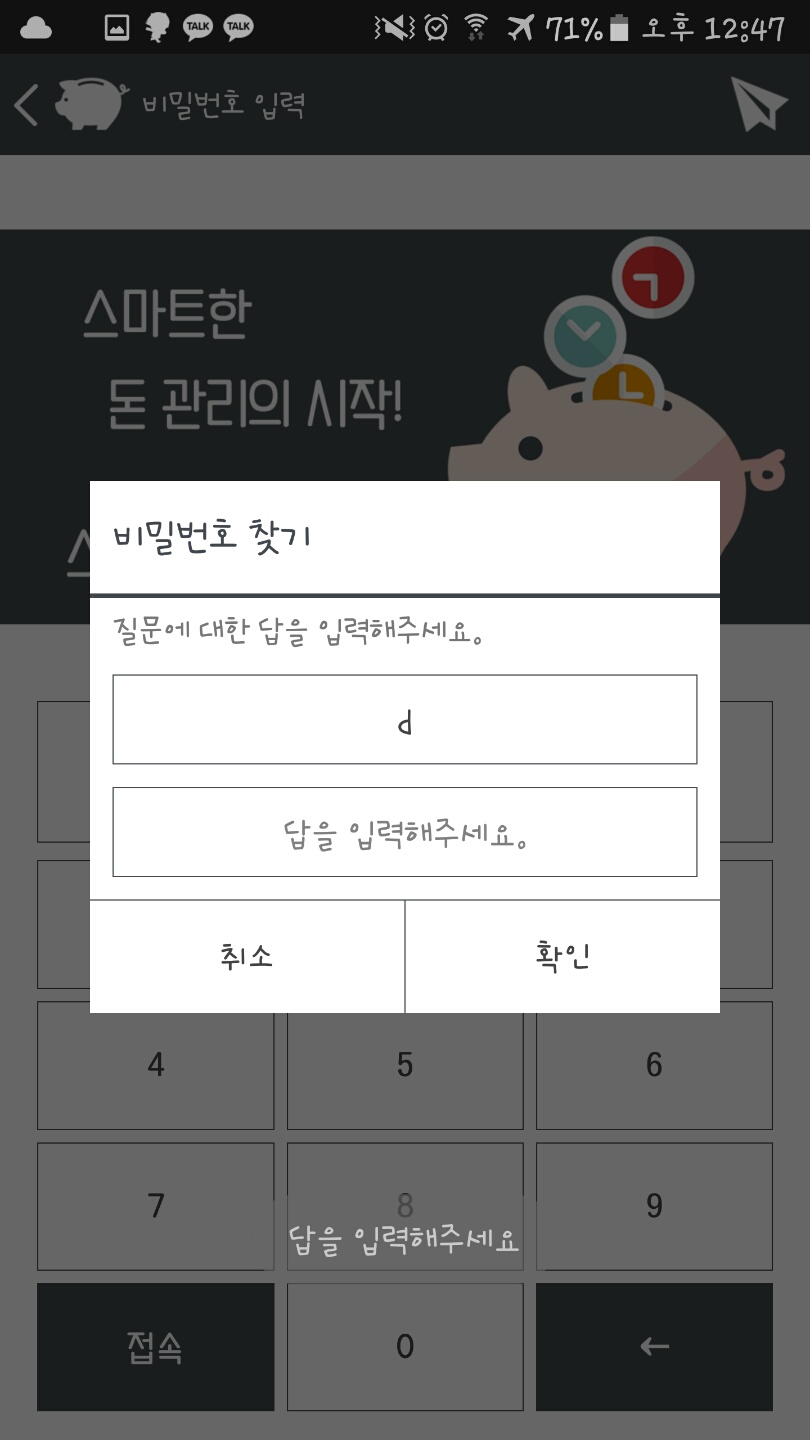 TALK TALK 71% 오후 12:47
비밀번호 입력
스마트한
돈 관리의 시작!
비밀번호 찾기
질문에 대한 답을 입력해주세요.
d
답을 입력해주세요.
취소 확인
4 5 6
7 8 9
답을 입력해주세요
접속 0 ←